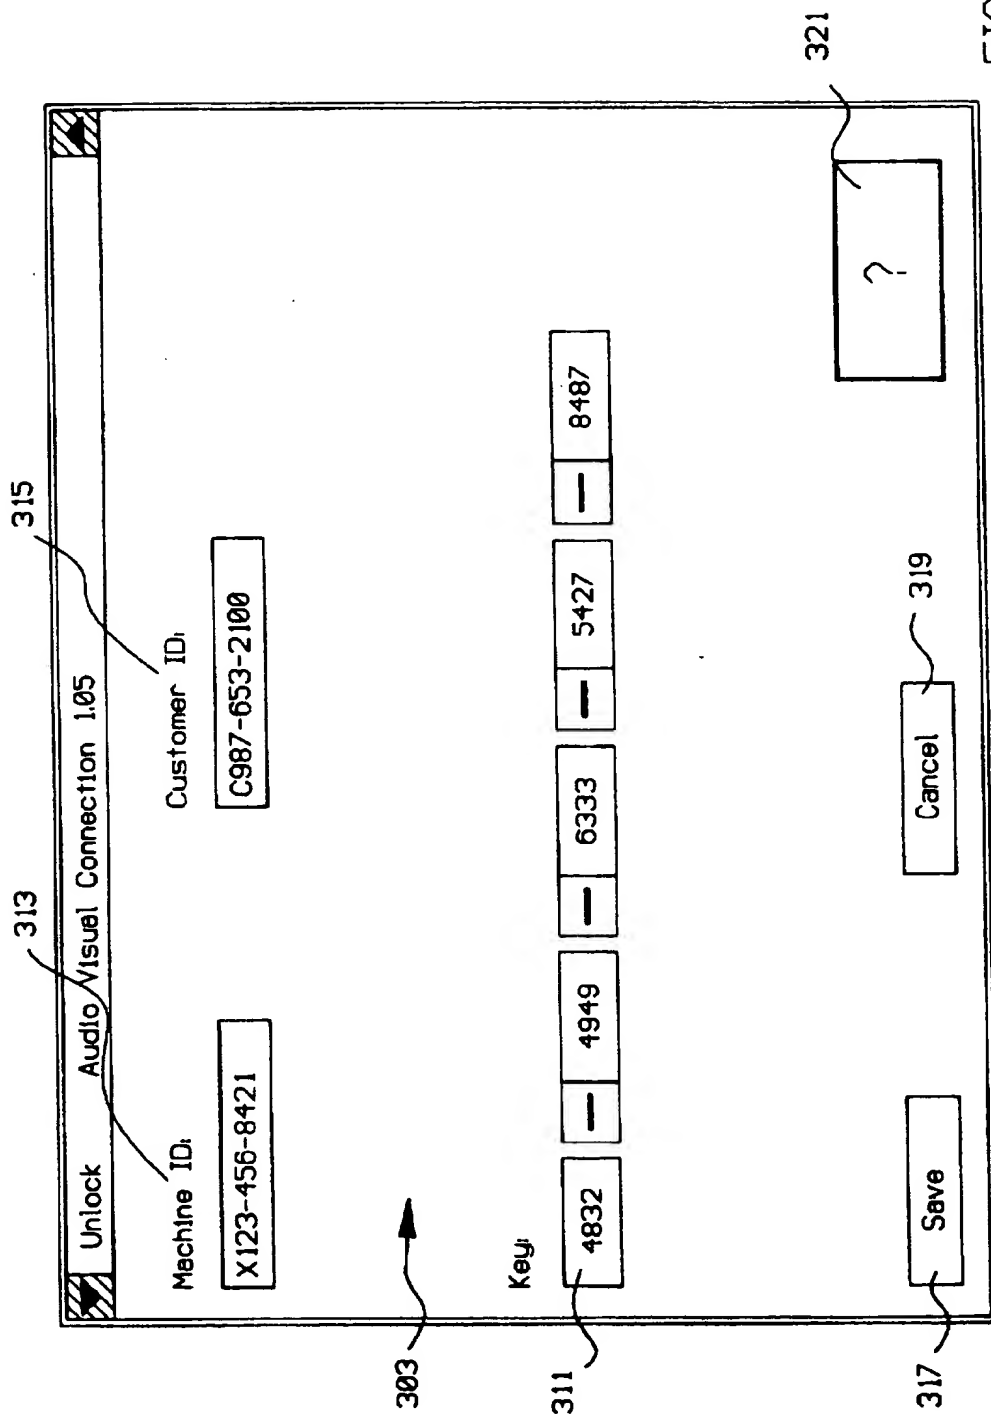 313
315
Unlock Audio Visual Connection 1.05
Machine ID: Customer ID:
X123-456-8421 C987-653-2100
303
Key:
311
4832 — 4949 — 6333 — 5427 — 8487
321
?
Save Cancel
317 319